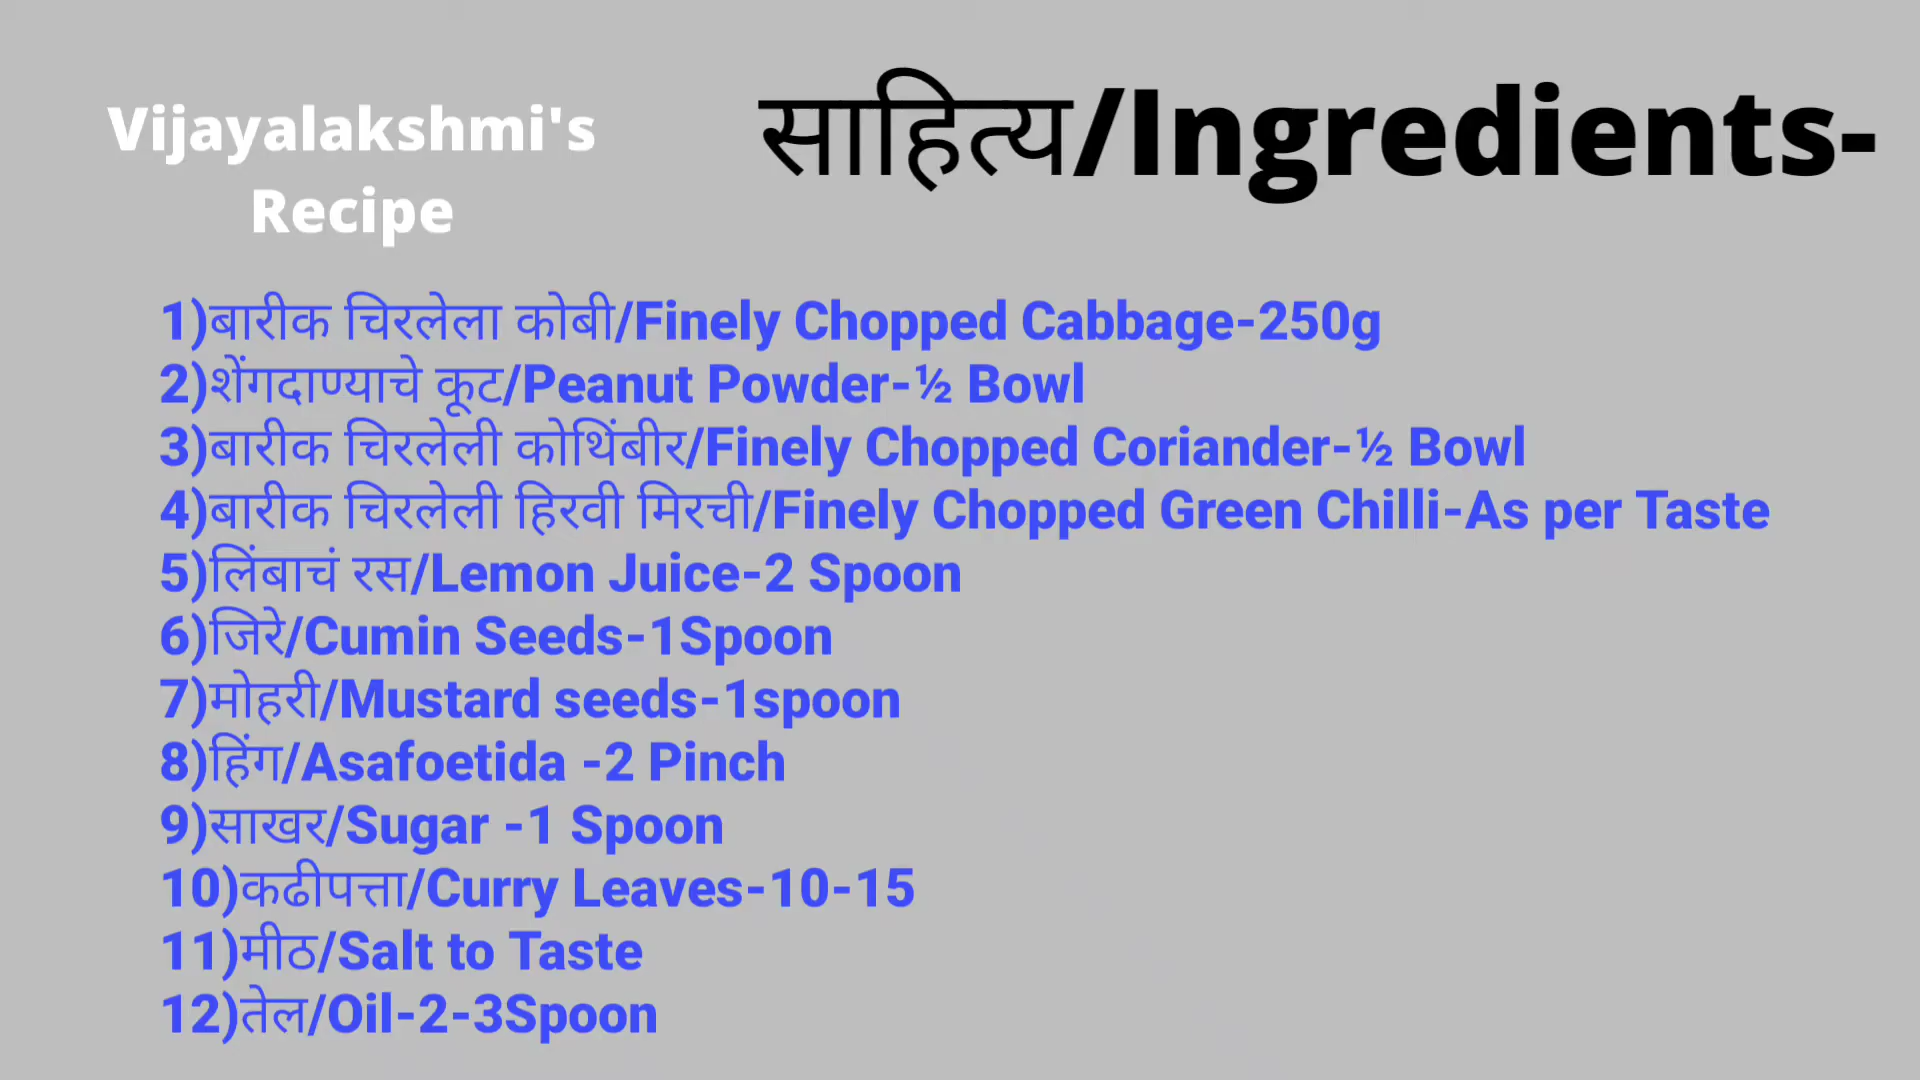 Vijayalakshmi's
Recipe
साहित्य/Ingredients-
1)बारीक चिरलेला कोबी/Finely Chopped Cabbage-250g
2)शेंगदाण्याचे कूट/Peanut Powder-½ Bowl
3)बारीक चिरलेली कोथिंबीर/Finely Chopped Coriander-½ Bowl
4)बारीक चिरलेली हिरवी मिरची/Finely Chopped Green Chilli-As per Taste
5)लिंबाचं रस/Lemon Juice-2 Spoon
6)जिरे/Cumin Seeds-1Spoon
7)मोहरी/Mustard seeds-1spoon
8)हिंग/Asafoetida -2 Pinch
9)साखर/Sugar -1 Spoon
10)कढीपत्ता/Curry Leaves-10-15
11)मीठ/Salt to Taste
12)तेल/Oil-2-3Spoon